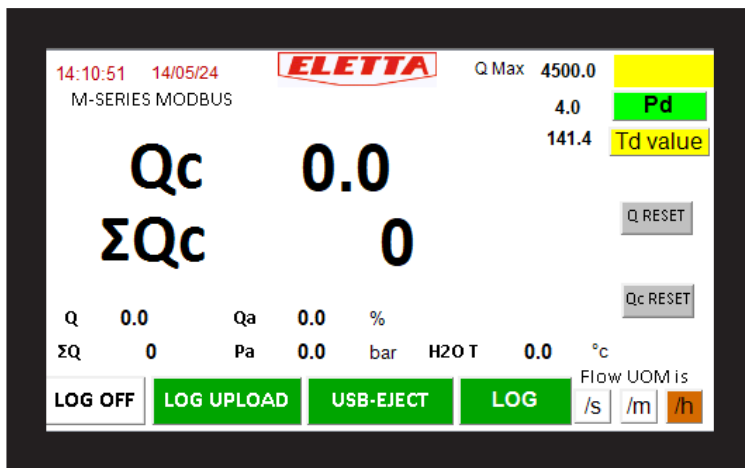 14:10:51 14/05/24 ELETTA Q Max 4500.0
M-SERIES MODBUS 4.0 Pd
141.4 Td value
Qc 0.0
Q RESET
ΣQc 0
Qc RESET
Q 0.0 Qa 0.0 %
ΣQ 0 Pa 0.0 bar H2O T 0.0 °c
Flow UOM is
LOG OFF LOG UPLOAD USB-EJECT LOG /s /m /h